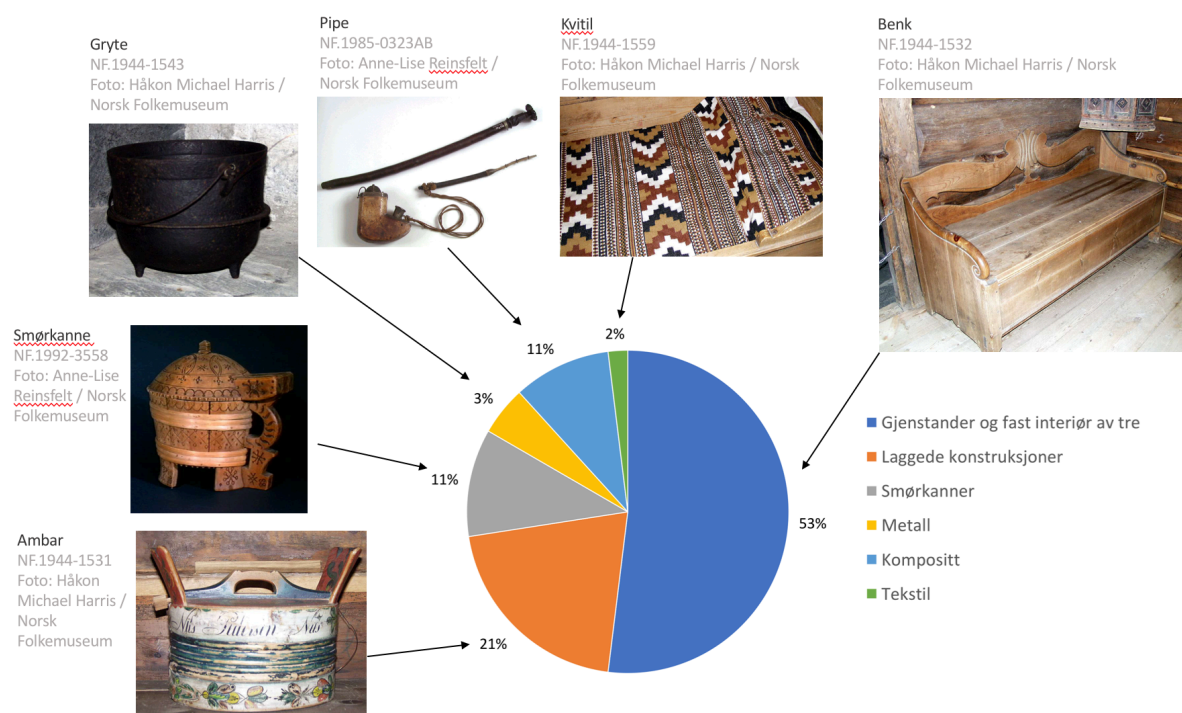 Gryte
NF.1944-1543
Foto: Håkon Michael Harris /
Norsk Folkemuseum
Pipe
NF.1985-0323AB
Foto: Anne-Lise Reinsfelt /
Norsk Folkemuseum
Kvitil
NF.1944-1559
Foto: Håkon Michael Harris / Norsk
Folkemuseum
Benk
NF.1944-1532
Foto: Håkon Michael Harris / Norsk
Folkemuseum
Smørkanne
NF.1992-3558
Foto: Anne-Lise
Reinsfelt / Norsk
Folkemuseum
Ambar
NF.1944-1531
Foto: Håkon
Michael Harris /
Norsk
Folkemuseum
2%
11%
3%
11%
21%
53%
Gjenstander og fast interiør av tre
Laggede konstruksjoner
Smørkanner
Metall
Kompositt
Tekstil